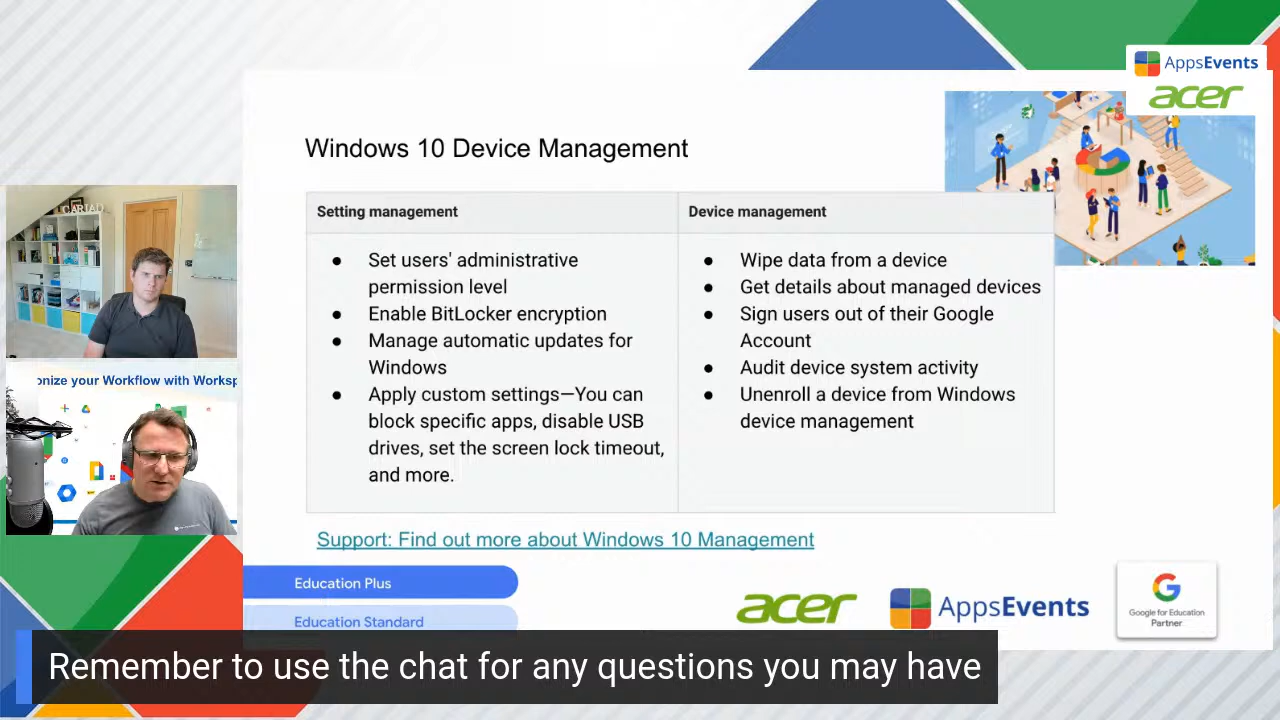 AppsEvents
acer
Windows 10 Device Management
Setting management
Device management
● Set users' administrative
permission level
● Enable BitLocker encryption
● Manage automatic updates for
Windows
● Apply custom settings—You can
block specific apps, disable USB
drives, set the screen lock timeout,
and more.
● Wipe data from a device
● Get details about managed devices
● Sign users out of their Google
Account
● Audit device system activity
● Unenroll a device from Windows
device management
CARIAD
onize your Workflow with Worksp
Support: Find out more about Windows 10 Management
Education Plus
Education Standard
acer
AppsEvents
Google for Education
Partner
Remember to use the chat for any questions you may have